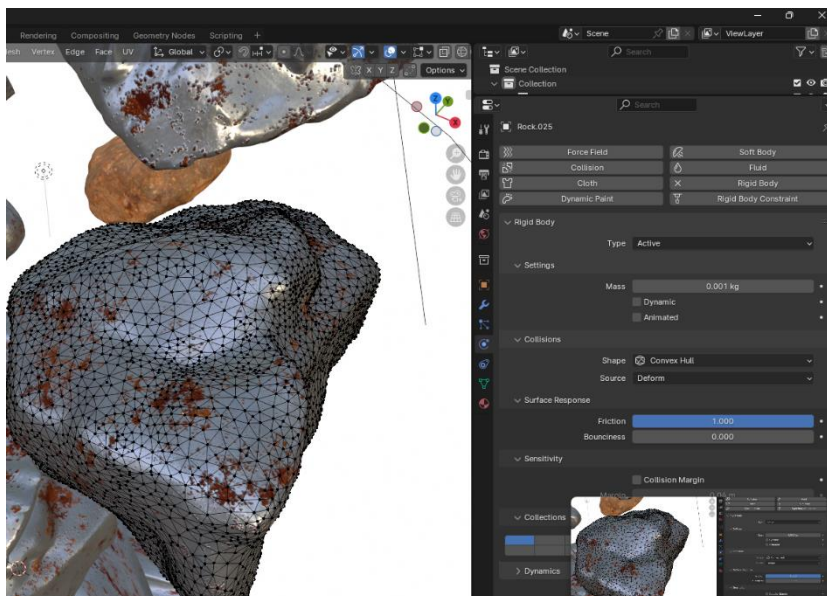 Rendering Compositing Geometry Nodes Scripting +
Scene
ViewLayer
Mesh Vertex Edge Face UV
Global
Search
X Y Z
Options
Scene Collection
Collection
Search
Z
Y
X
Rock.025
Force Field
Soft Body
Collision
Fluid
Cloth
Rigid Body
Dynamic Paint
Rigid Body Constraint
Rigid Body
Type Active
Settings
Mass 0.001 kg
Dynamic
Animated
Collisions
Shape Convex Hull
Source Deform
Surface Response
Friction 1.000
Bounciness 0.000
Sensitivity
Collision Margin
Collections
Dynamics